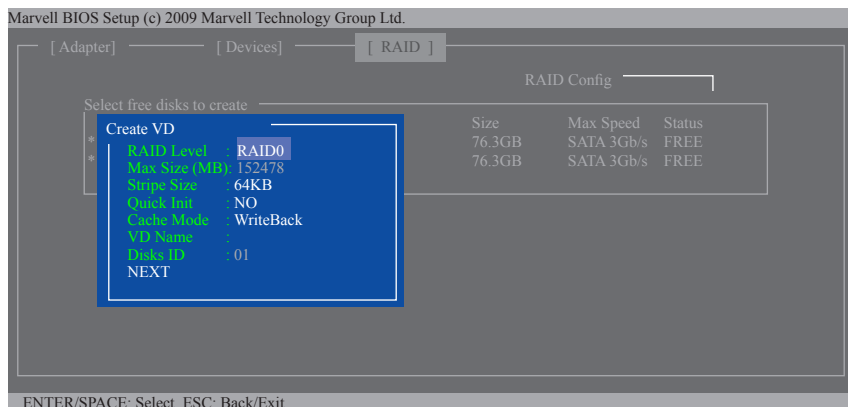 Marvell BIOS Setup (c) 2009 Marvell Technology Group Ltd.
[ Adapter] [ Devices] [ RAID ]
RAID Config
Select free disks to create
Size Max Speed Status
* 76.3GB SATA 3Gb/s FREE
* 76.3GB SATA 3Gb/s FREE
Create VD
RAID Level : RAID0
Max Size (MB): 152478
Stripe Size : 64KB
Quick Init : NO
Cache Mode : WriteBack
VD Name :
Disks ID : 01
NEXT
ENTER/SPACE: Select ESC: Back/Exit